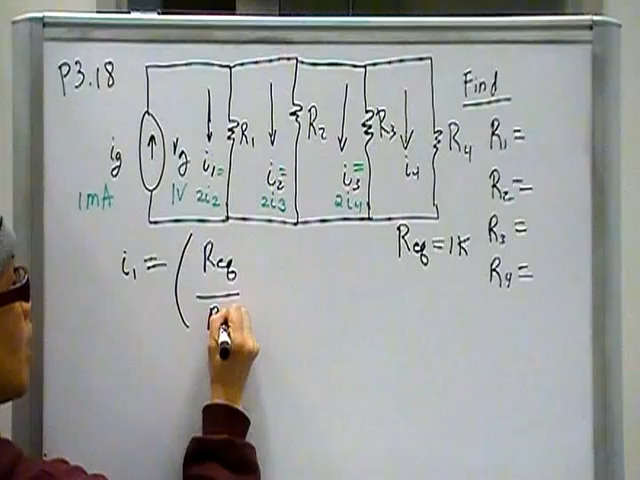 P3.18
Find
R1=
R2=
R3=
R4=
ig
1mA
Vg
1V
i1=
2i2
R1
i2=
2i3
R2
i3=
2i4
R3
i4
R4
Req=1K
i1 = ( Req